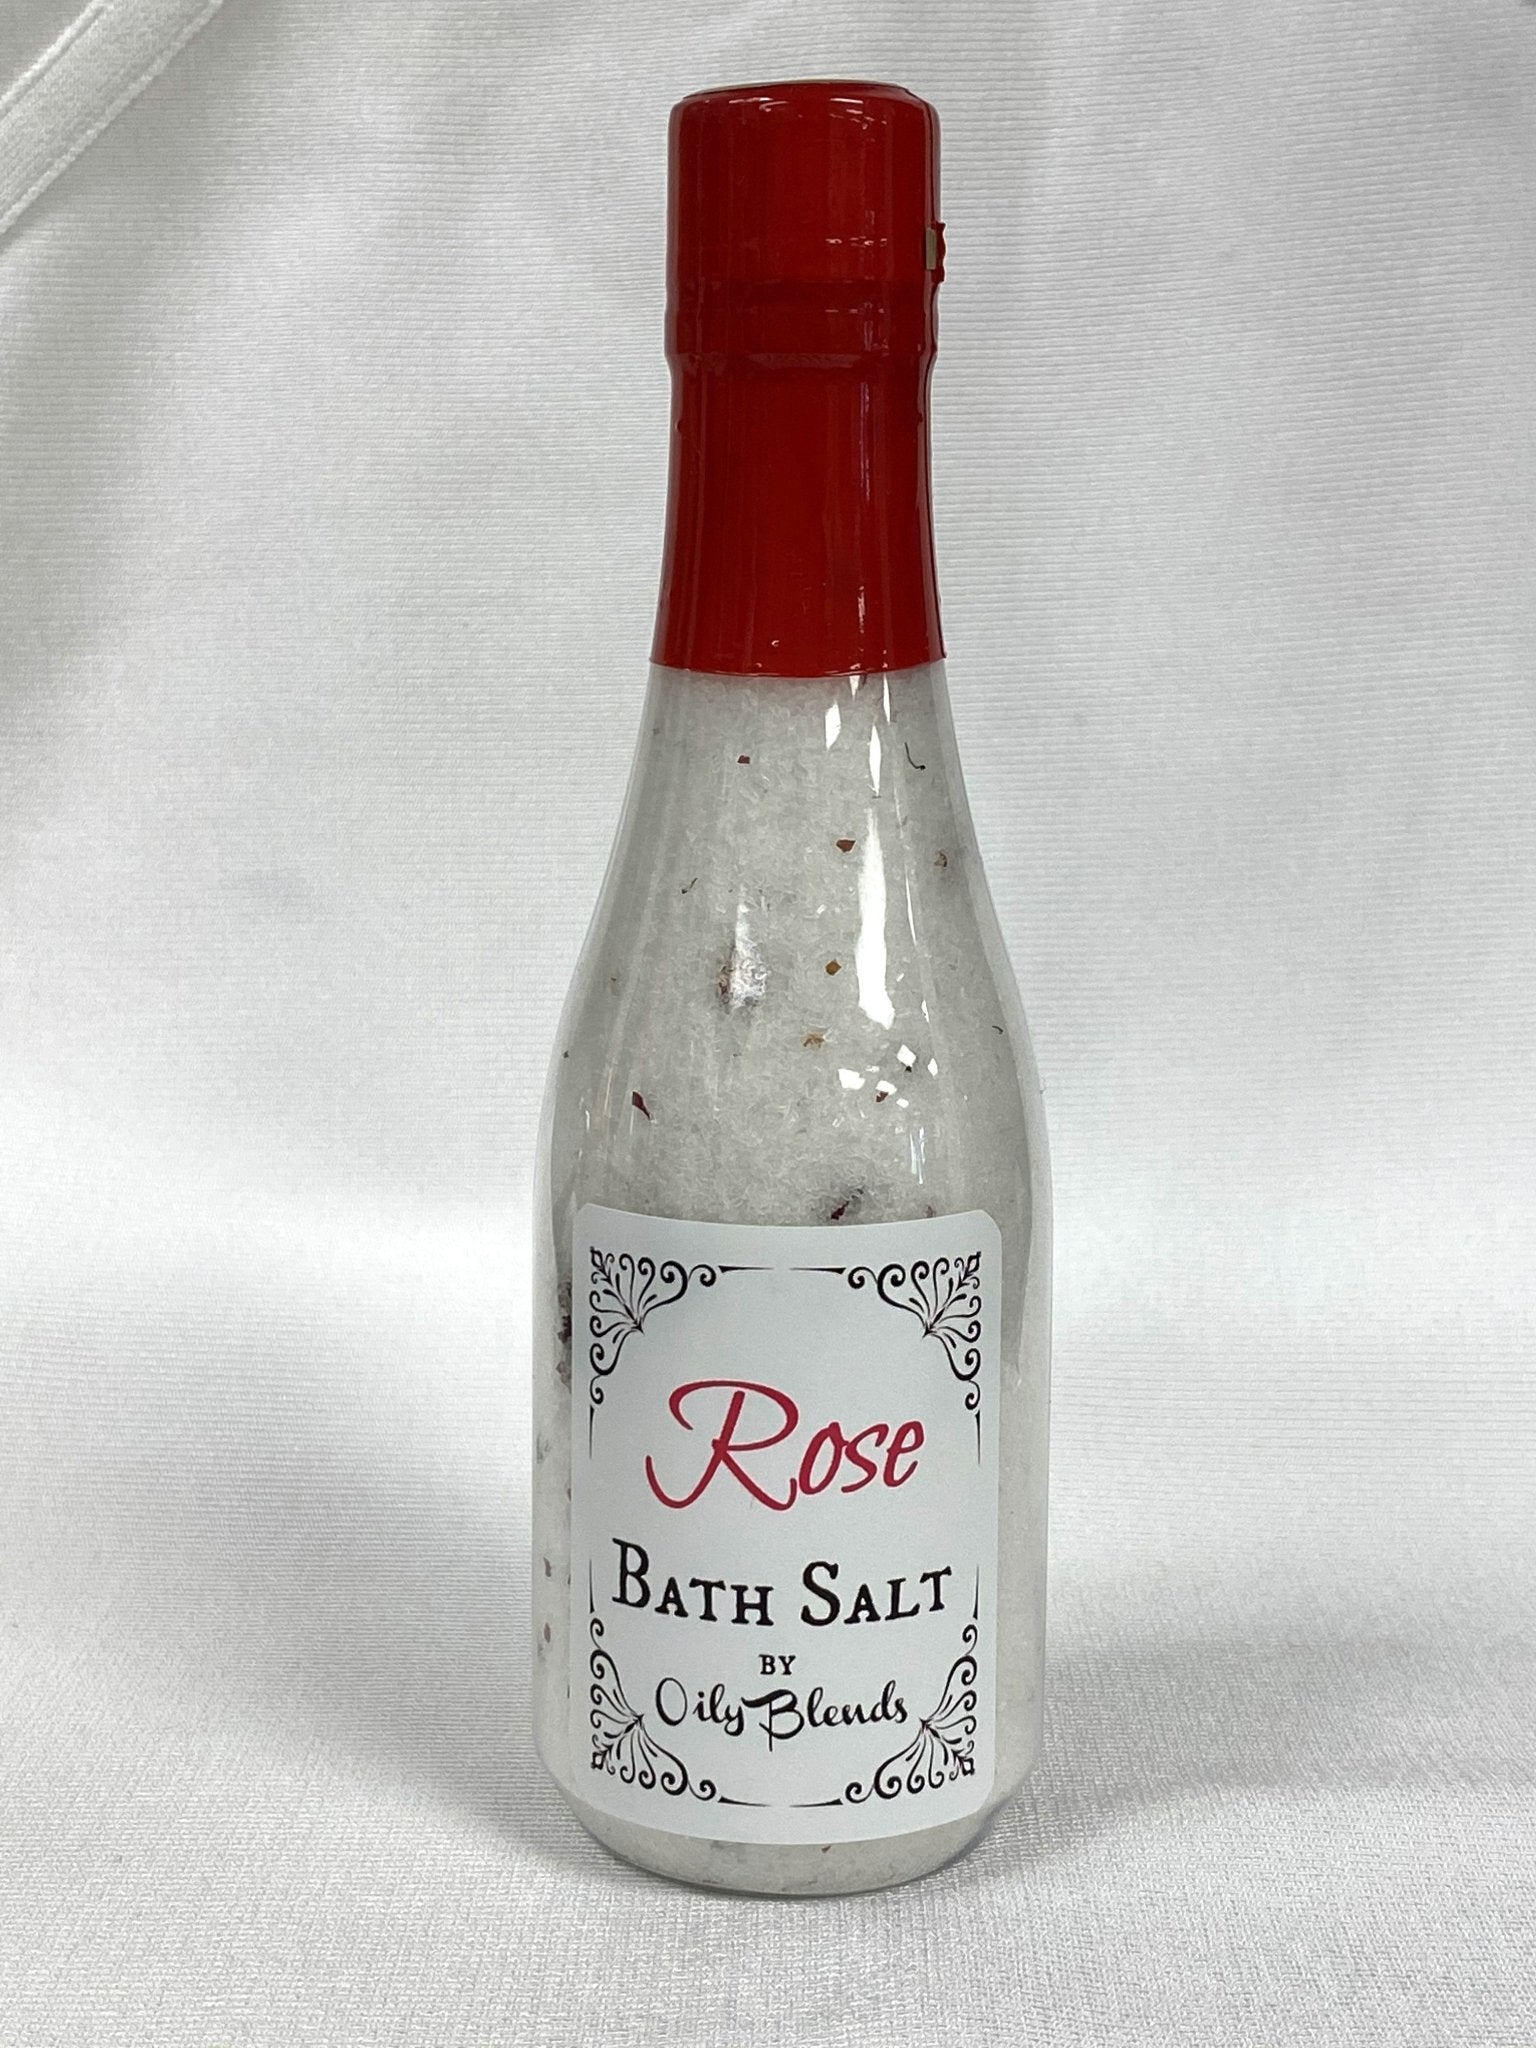 Rose
BATH SALT
BY
Oily Blends